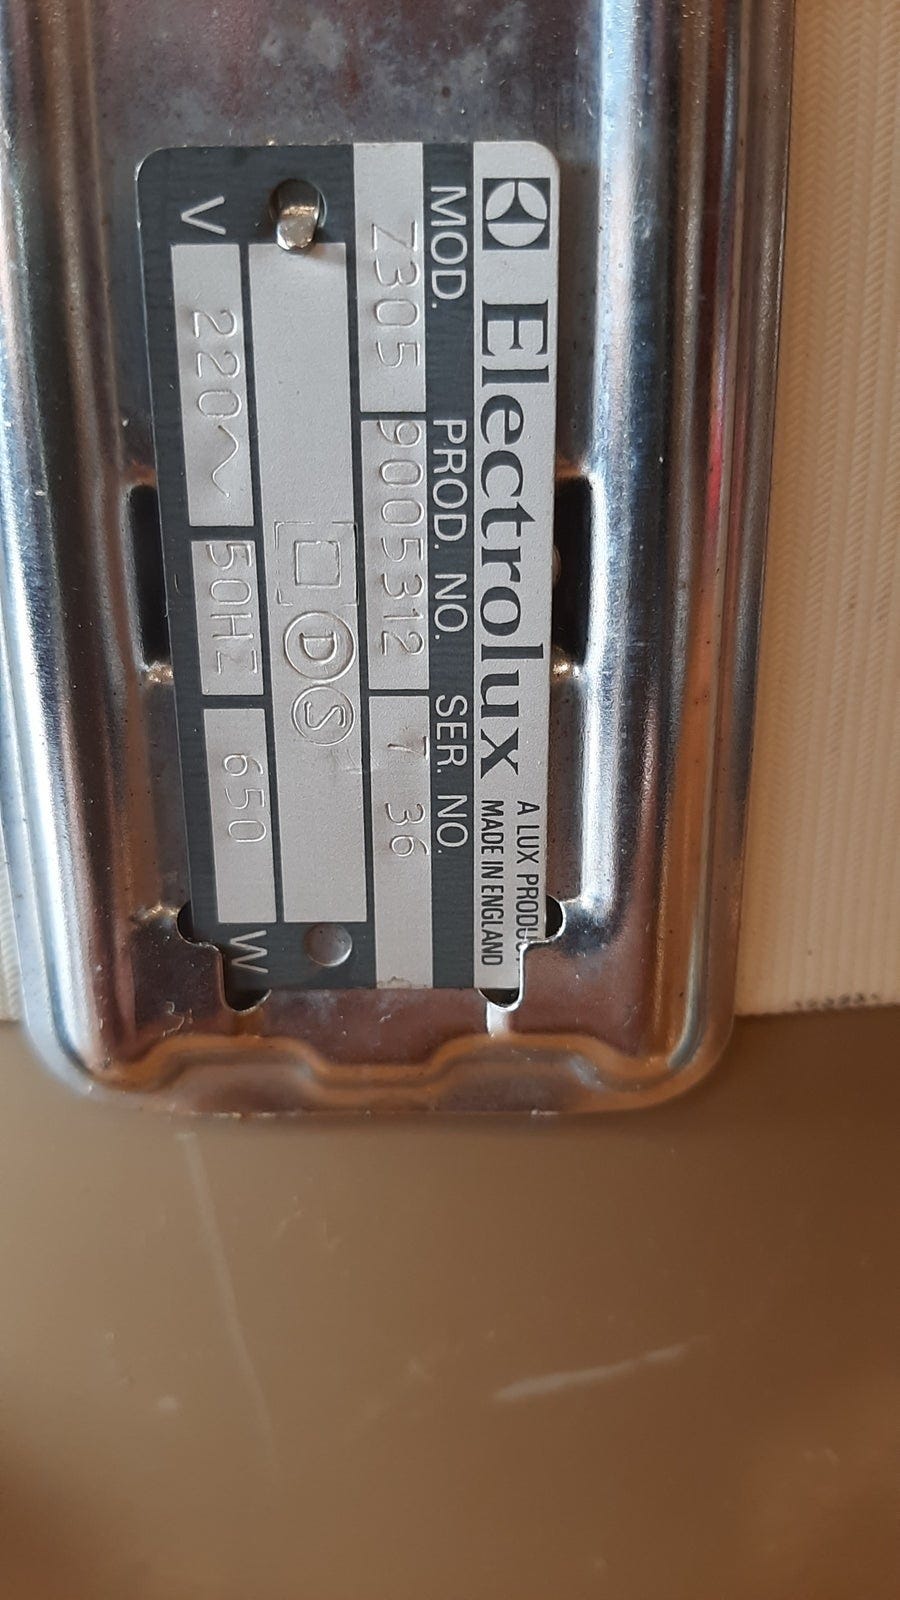 Electrolux A LUX PRODUCT
MADE IN ENGLAND
MOD. PROD. NO. SER. NO.
Z305 9005312 7 36
D S
V 220~ 50HZ 650 W